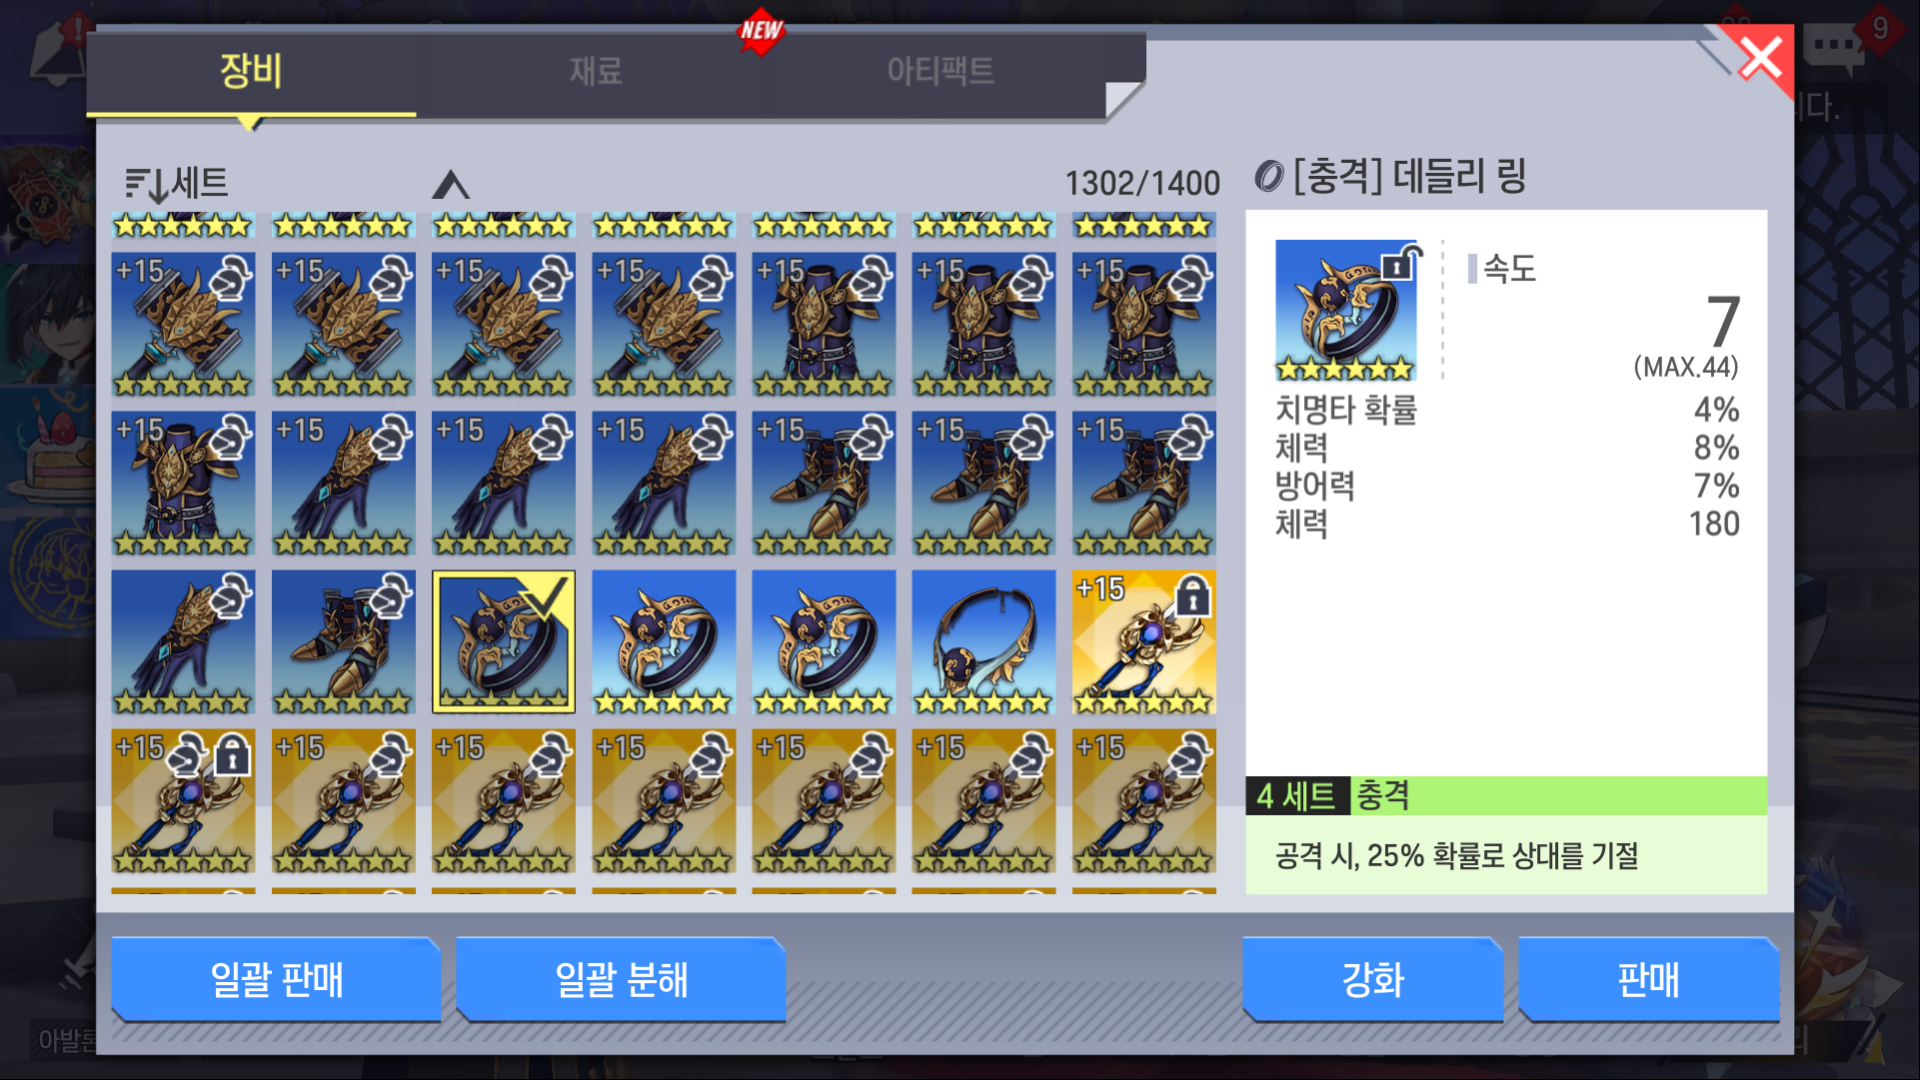 NEW
!
9
장비
재료
아티팩트
니다.
세트
1302/1400
[충격] 데들리 링
속도
7
(MAX.44)
치명타 확률 4%
체력 8%
방어력 7%
체력 180
+15 +15 +15 +15 +15 +15 +15
+15 +15 +15 +15 +15 +15 +15
+15
+15 +15 +15 +15 +15 +15 +15
4 세트 충격
공격 시, 25% 확률로 상대를 기절
일괄 판매
일괄 분해
강화
판매
아발론